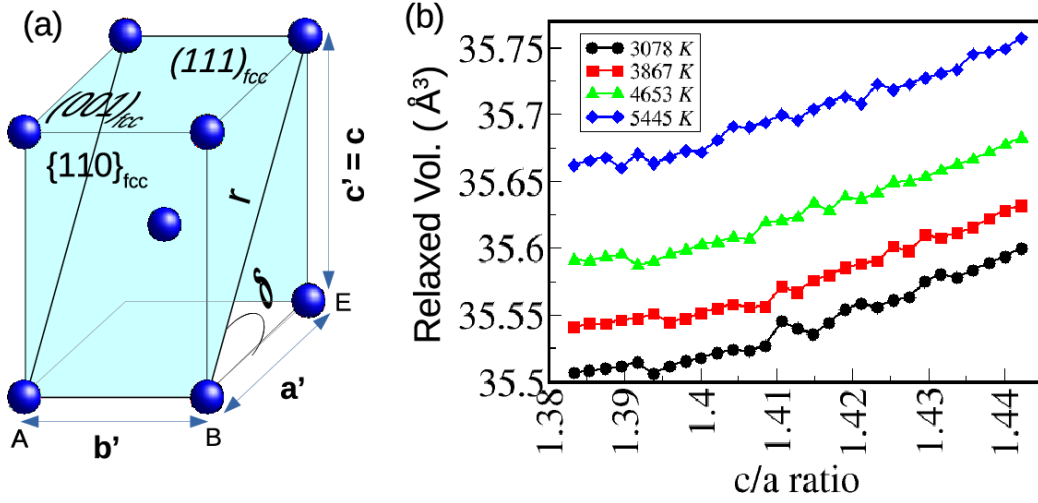 (a)
(111)fcc
(001)fcc
{110}fcc
r
δ
c' = c
E
a'
A
B
b'
(b)
Relaxed Vol. ( Å³)
35.75
35.7
35.65
35.6
35.55
35.5
3078 K
3867 K
4653 K
5445 K
1.38
1.39
1.4
1.41
1.42
1.43
1.44
c/a ratio